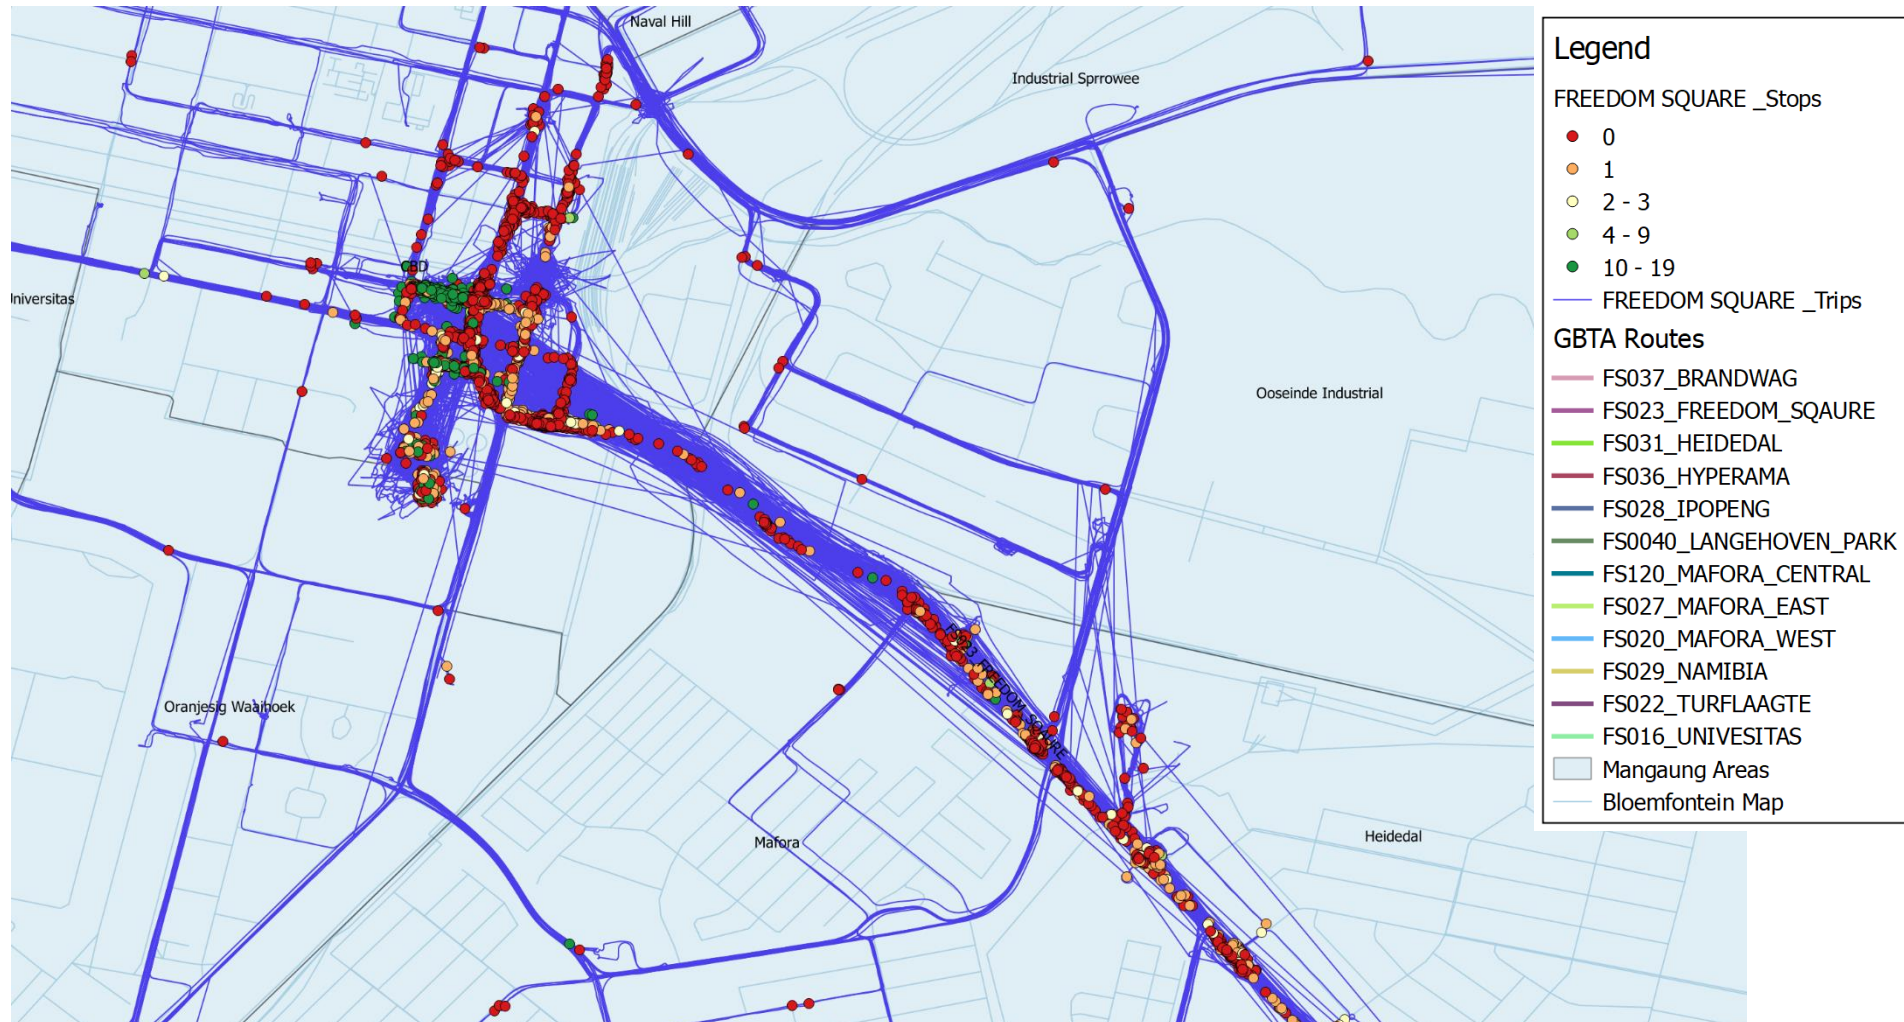 Naval Hill
Industrial Sprrowee
CBD
Universitas
Ooseinde Industrial
FS023_FREEDOM_SQAURE
Oranjesig Waaihoek
Mafora
Heidedal
Legend
FREEDOM SQUARE _Stops
0
1
2 - 3
4 - 9
10 - 19
FREEDOM SQUARE _Trips
GBTA Routes
FS037_BRANDWAG
FS023_FREEDOM_SQAURE
FS031_HEIDEDAL
FS036_HYPERAMA
FS028_IPOPENG
FS0040_LANGEHOVEN_PARK
FS120_MAFORA_CENTRAL
FS027_MAFORA_EAST
FS020_MAFORA_WEST
FS029_NAMIBIA
FS022_TURFLAAGTE
FS016_UNIVESITAS
Mangaung Areas
Bloemfontein Map